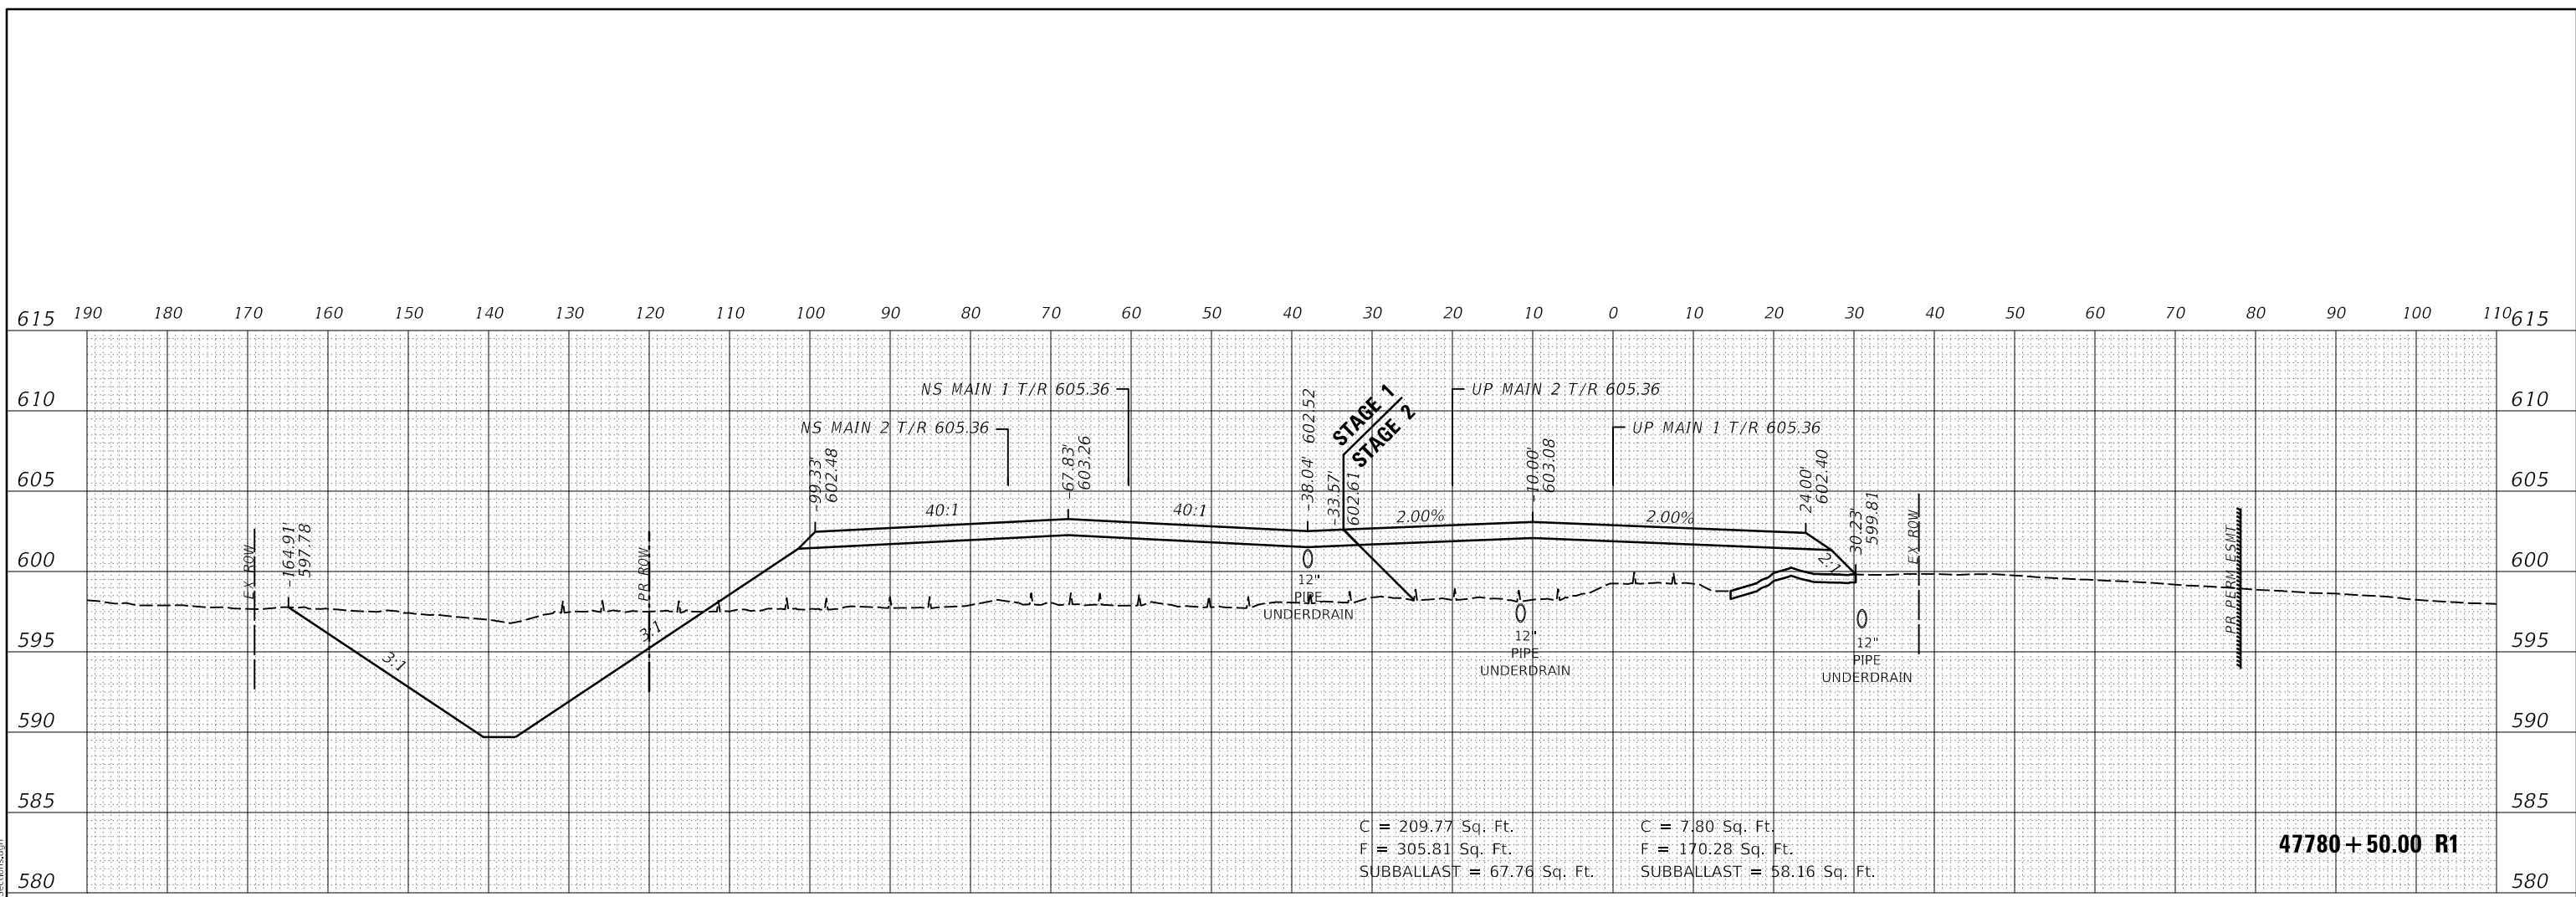 190 180 170 160 150 140 130 120 110 100 90 80 70 60 50 40 30 20 10 0 10 20 30 40 50 60 70 80 90 100 110
615 615
610 610
605 605
600 600
595 595
590 590
585 585
580 580
NS MAIN 1 T/R 605.36
NS MAIN 2 T/R 605.36
UP MAIN 2 T/R 605.36
UP MAIN 1 T/R 605.36
STAGE 1
STAGE 2
EX ROW
-164.91'
597.78
PR ROW
-99.33'
602.48
-67.83'
603.26
-38.04' 602.52
-33.57'
602.61
-10.00'
603.08
24.00'
602.40
30.23'
599.81
EX ROW
PR PERM ESMT
40:1
40:1
2.00%
2.00%
3:1
3:1
2:1
12"
PIPE
UNDERDRAIN
12"
PIPE
UNDERDRAIN
12"
PIPE
UNDERDRAIN
C = 209.77 Sq. Ft.
F = 305.81 Sq. Ft.
SUBBALLAST = 67.76 Sq. Ft.
C = 7.80 Sq. Ft.
F = 170.28 Sq. Ft.
SUBBALLAST = 58.16 Sq. Ft.
47780+50.00 R1